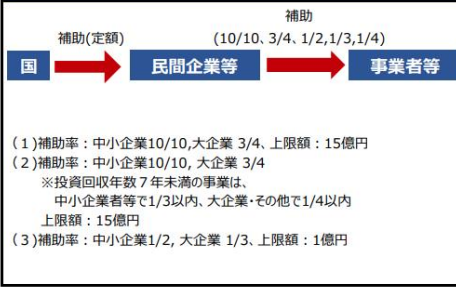 補助
補助(定額)
(10/10、3/4、1/2,1/3,1/4)
国
民間企業等
事業者等
(1)補助率：中小企業10/10,大企業 3/4、上限額：15億円
(2)補助率：中小企業10/10, 大企業 3/4
※投資回収年数７年未満の事業は、
中小企業者等で1/3以内、大企業・その他で1/4以内
上限額：15億円
(3)補助率：中小企業1/2, 大企業 1/3、上限額：1億円